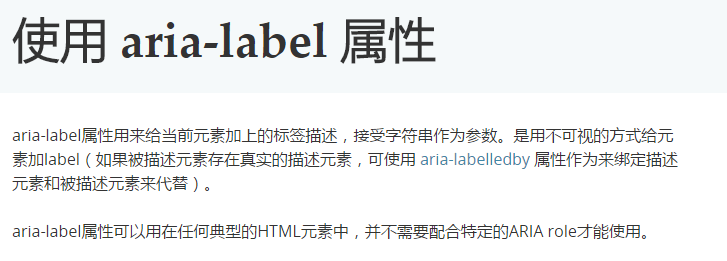 使用 aria-label 属性
aria-label属性用来给当前元素加上的标签描述，接受字符串作为参数。是用不可视的方式给元
素加label（如果被描述元素存在真实的描述元素，可使用 aria-labelledby 属性作为来绑定描述
元素和被描述元素来代替）。
aria-label属性可以用在任何典型的HTML元素中，并不需要配合特定的ARIA role才能使用。